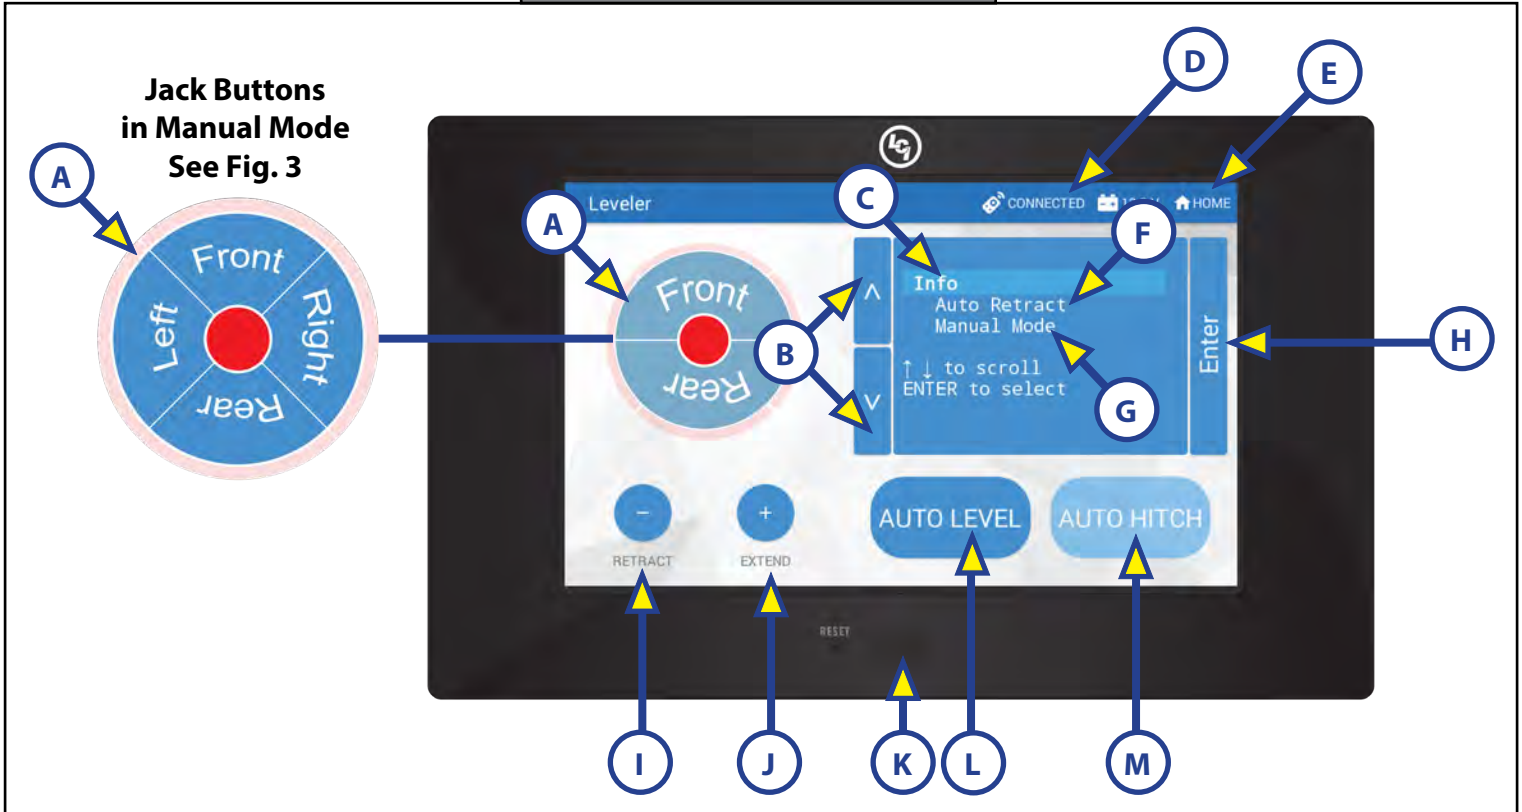 Jack Buttons
in Manual Mode
See Fig. 3
A
Front
Left
Right
Rear
D
E
LCI
Leveler
CONNECTED
HOME
A
C
F
Front
Rear
B
^
v
Info
Auto Retract
Manual Mode
↑ ↓ to scroll
ENTER to select
Enter
H
G
−
+
RETRACT
EXTEND
AUTO LEVEL
AUTO HITCH
RESET
I
J
K
L
M